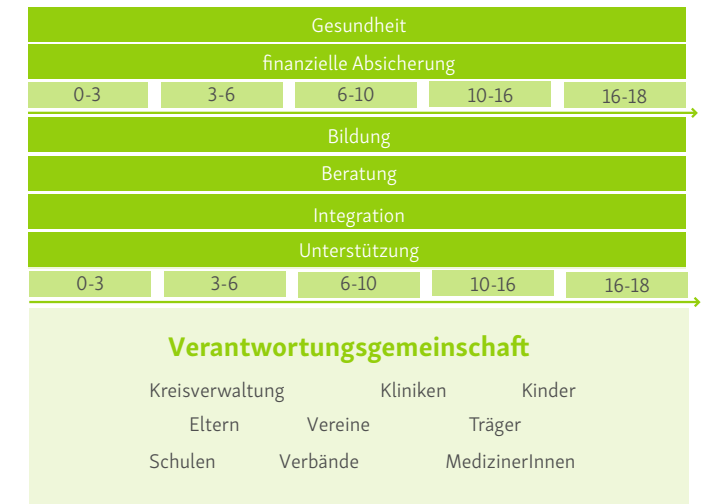 Gesundheit
finanzielle Absicherung
0-3 3-6 6-10 10-16 16-18
Bildung
Beratung
Integration
Unterstützung
0-3 3-6 6-10 10-16 16-18
Verantwortungsgemeinschaft
Kreisverwaltung Kliniken Kinder
Eltern Vereine Träger
Schulen Verbände MedizinerInnen